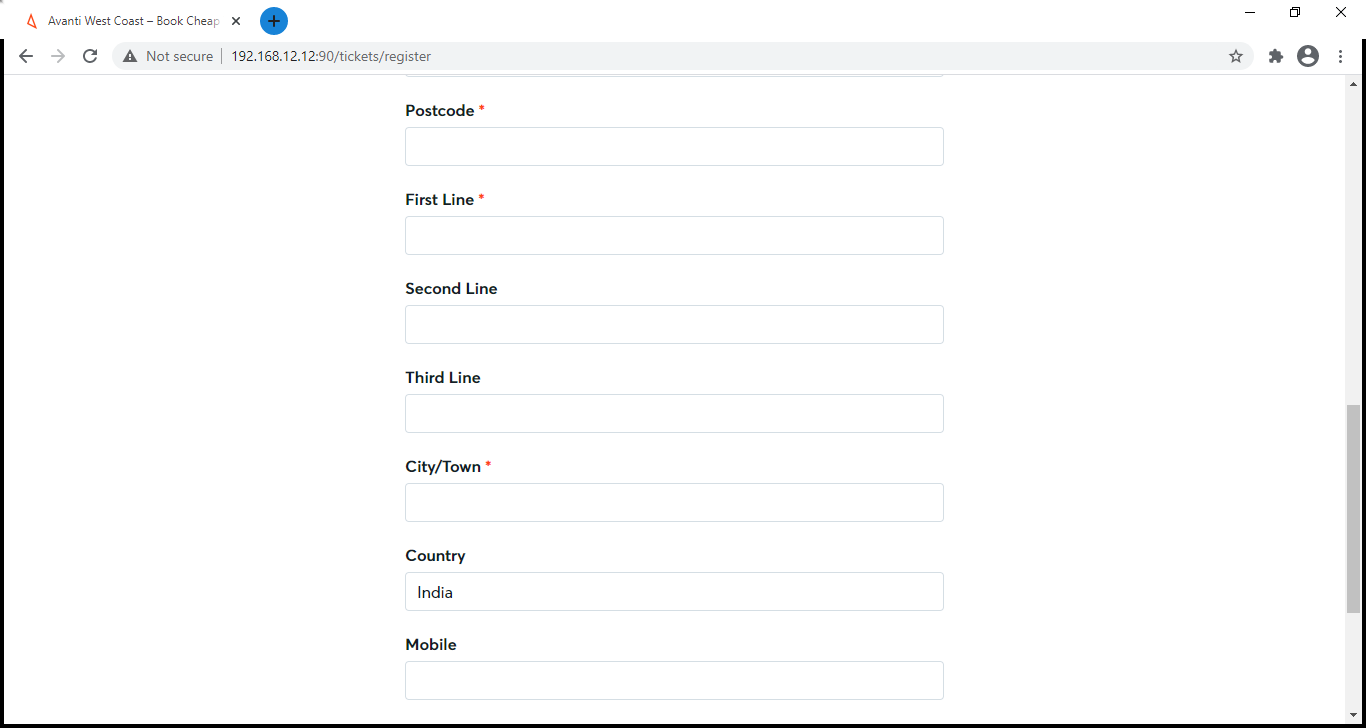 Avanti West Coast – Book Cheap
Not secure
192.168.12.12:90/tickets/register
Postcode *
First Line *
Second Line
Third Line
City/Town *
Country
India
Mobile